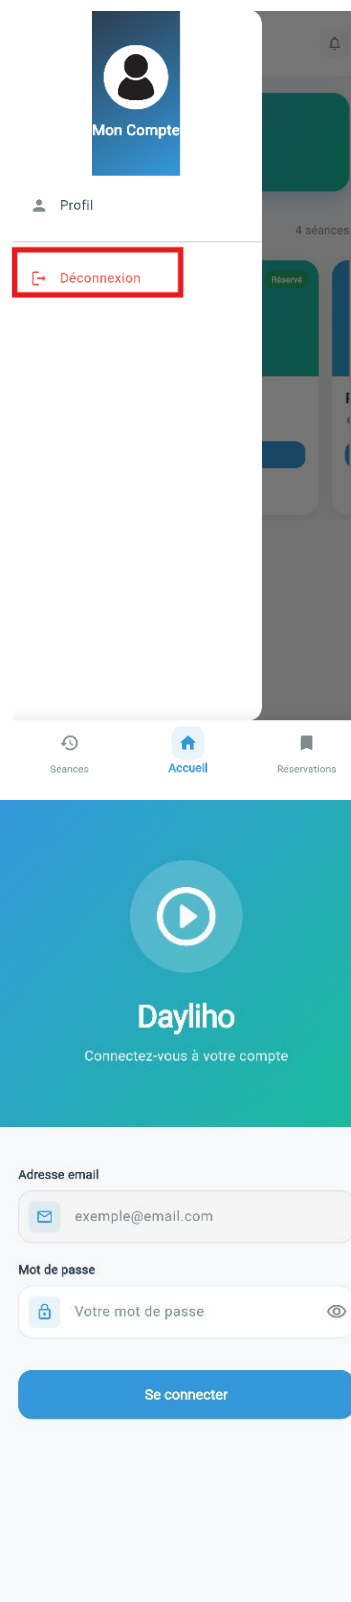 Mon Compte
Profil
4 séances
Déconnexion
Réservé
Séances
Accueil
Réservations
Dayliho
Connectez-vous à votre compte
Adresse email
exemple@email.com
Mot de passe
Votre mot de passe
Se connecter